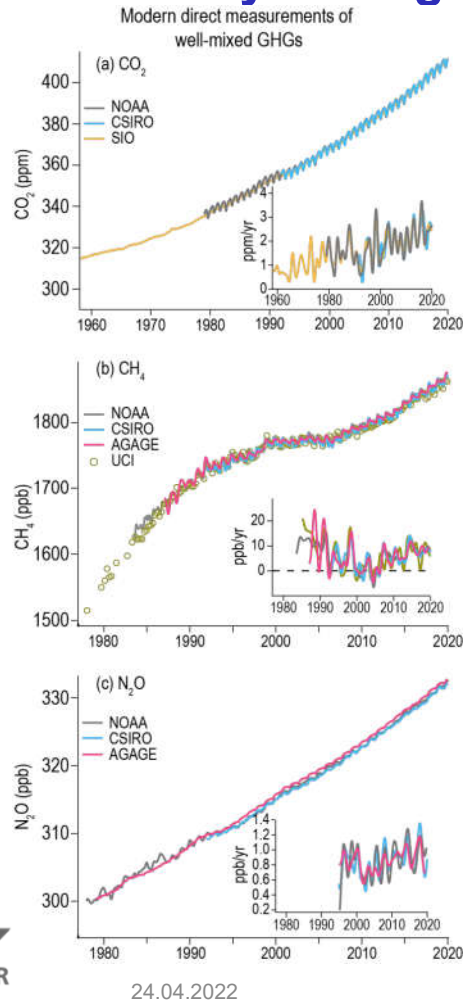 Modern direct measurements of
well-mixed GHGs
(a) CO₂
400
380
360
340
320
300
CO₂ (ppm)
NOAA
CSIRO
SIO
4
3
2
1
0
ppm/yr
1960 1980 2000 2020
1960 1970 1980 1990 2000 2010 2020
(b) CH₄
1800
1700
1600
1500
CH₄ (ppb)
NOAA
CSIRO
AGAGE
UCI
20
10
0
ppb/yr
1980 1990 2000 2010 2020
1980 1990 2000 2010 2020
(c) N₂O
330
320
310
300
N₂O (ppb)
NOAA
CSIRO
AGAGE
1.4
1.2
1.0
0.8
0.6
0.4
0.2
ppb/yr
1980 1990 2000 2010 2020
1980 1990 2000 2010 2020
R
24.04.2022